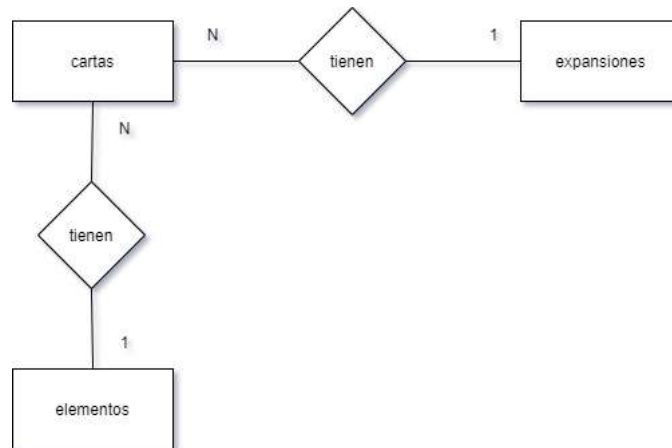 N
1
cartas
tienen
expansiones
N
tienen
1
elementos